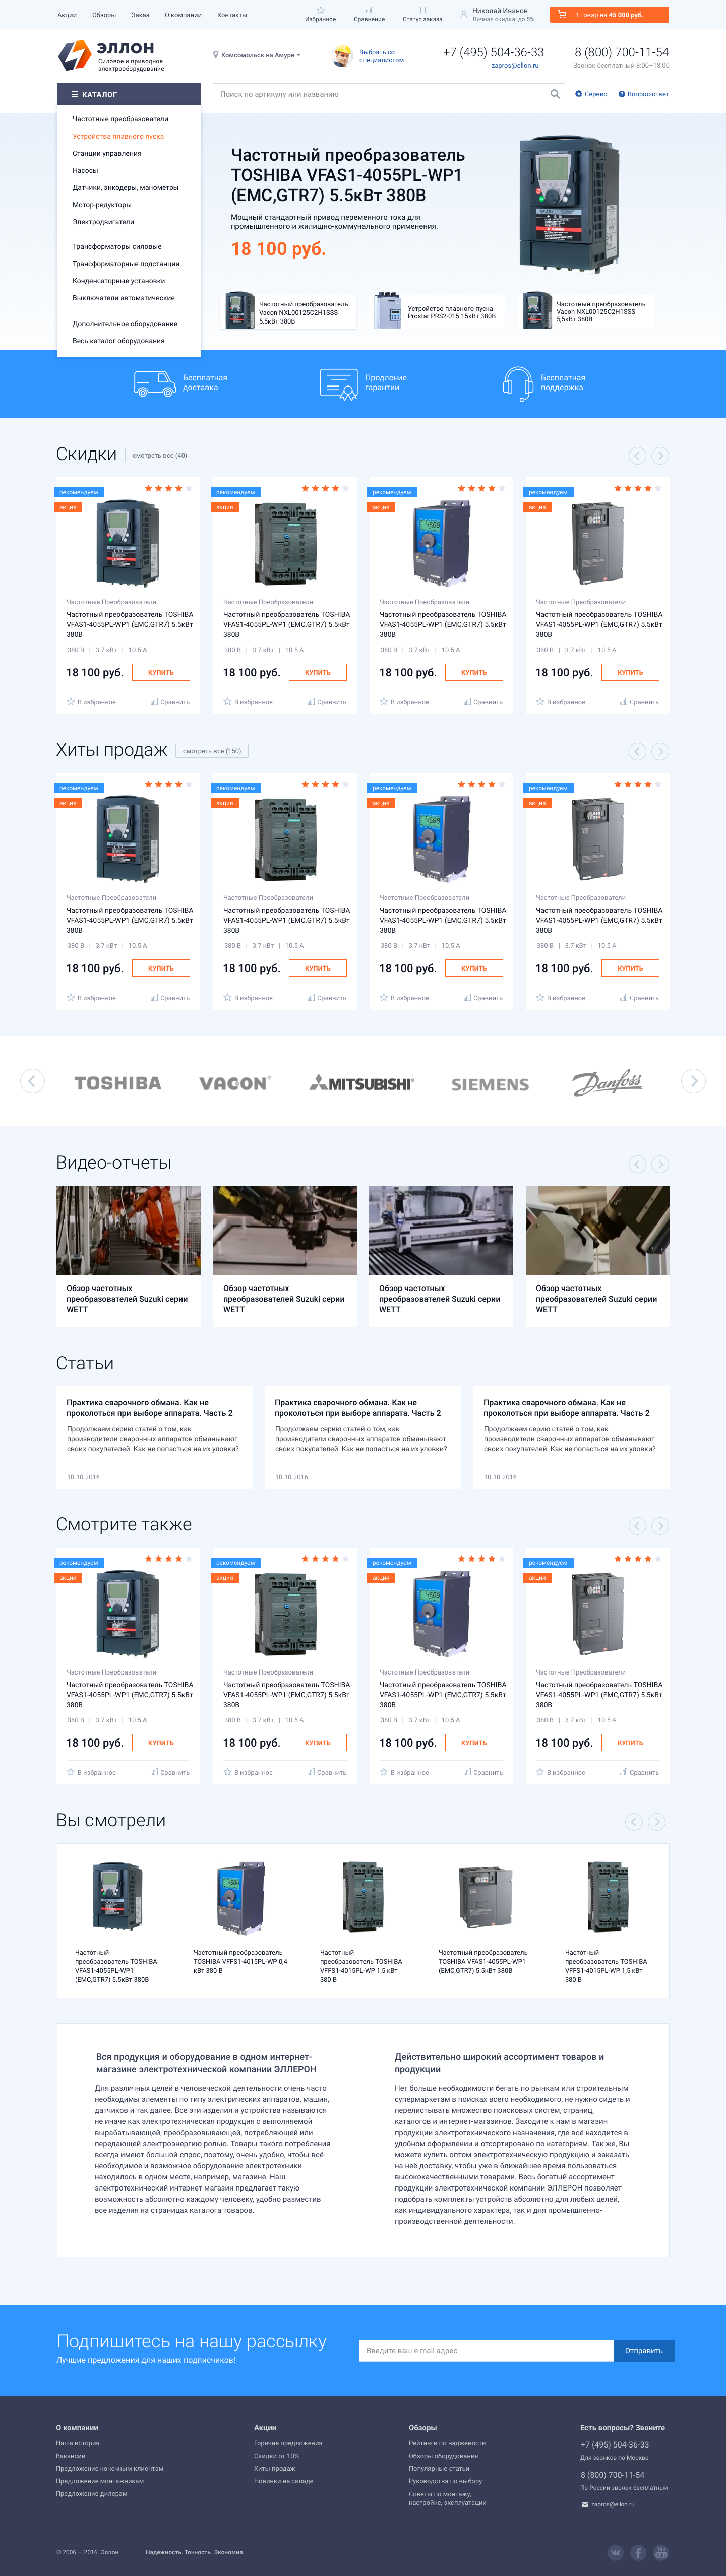 Акции Обзоры Заказ О компании Контакты
Избранное Сравнение Статус заказа
Николай Иванов
Личная скидка: до 5%
1 товар на 45 000 руб.
ЭЛЛОН
Силовое и приводное
электрооборудование
Комсомольск на Амуре
Выбрать со
специалистом
+7 (495) 504-36-33
zapros@ellon.ru
8 (800) 700-11-54
Звонок бесплатный 8:00–18:00
КАТАЛОГ
Поиск по артикулу или названию
Сервис
Вопрос-ответ
Частотные преобразователи
Устройства плавного пуска
Станции управления
Насосы
Датчики, энкодеры, манометры
Мотор-редукторы
Электродвигатели
Трансформаторы силовые
Трансформаторные подстанции
Конденсаторные установки
Выключатели автоматические
Дополнительное оборудование
Весь каталог оборудования
Частотный преобразователь
TOSHIBA VFAS1-4055PL-WP1
(EMC,GTR7) 5.5кВт 380В
Мощный стандартный привод переменного тока для
промышленного и жилищно-коммунального применения.
18 100 руб.
Частотный преобразователь
Vacon NXL00125C2H1SSS
5,5кВт 380В
Устройство плавного пуска
Prostar PRS2-015 15кВт 380В
Частотный преобразователь
Vacon NXL00125C2H1SSS
5,5кВт 380В
Бесплатная
доставка
Продление
гарантии
Бесплатная
поддержка
Скидки смотреть все (40)
рекомендуем
акция
Частотные Преобразователи
Частотный преобразователь TOSHIBA
VFAS1-4055PL-WP1 (EMC,GTR7) 5.5кВт
380В
380 В | 3.7 кВт | 10.5 А
18 100 руб. КУПИТЬ
В избранное Сравнить
рекомендуем
акция
Частотные Преобразователи
Частотный преобразователь TOSHIBA
VFAS1-4055PL-WP1 (EMC,GTR7) 5.5кВт
380В
380 В | 3.7 кВт | 10.5 А
18 100 руб. КУПИТЬ
В избранное Сравнить
рекомендуем
акция
Частотные Преобразователи
Частотный преобразователь TOSHIBA
VFAS1-4055PL-WP1 (EMC,GTR7) 5.5кВт
380В
380 В | 3.7 кВт | 10.5 А
18 100 руб. КУПИТЬ
В избранное Сравнить
рекомендуем
акция
Частотные Преобразователи
Частотный преобразователь TOSHIBA
VFAS1-4055PL-WP1 (EMC,GTR7) 5.5кВт
380В
380 В | 3.7 кВт | 10.5 А
18 100 руб. КУПИТЬ
В избранное Сравнить
Хиты продаж смотреть все (150)
рекомендуем
акция
Частотные Преобразователи
Частотный преобразователь TOSHIBA
VFAS1-4055PL-WP1 (EMC,GTR7) 5.5кВт
380В
380 В | 3.7 кВт | 10.5 А
18 100 руб. КУПИТЬ
В избранное Сравнить
рекомендуем
акция
Частотные Преобразователи
Частотный преобразователь TOSHIBA
VFAS1-4055PL-WP1 (EMC,GTR7) 5.5кВт
380В
380 В | 3.7 кВт | 10.5 А
18 100 руб. КУПИТЬ
В избранное Сравнить
рекомендуем
акция
Частотные Преобразователи
Частотный преобразователь TOSHIBA
VFAS1-4055PL-WP1 (EMC,GTR7) 5.5кВт
380В
380 В | 3.7 кВт | 10.5 А
18 100 руб. КУПИТЬ
В избранное Сравнить
рекомендуем
акция
Частотные Преобразователи
Частотный преобразователь TOSHIBA
VFAS1-4055PL-WP1 (EMC,GTR7) 5.5кВт
380В
380 В | 3.7 кВт | 10.5 А
18 100 руб. КУПИТЬ
В избранное Сравнить
TOSHIBA VACON® MITSUBISHI® SIEMENS Danfoss
Видео-отчеты
Обзор частотных
преобразователей Suzuki серии
WETT
Обзор частотных
преобразователей Suzuki серии
WETT
Обзор частотных
преобразователей Suzuki серии
WETT
Обзор частотных
преобразователей Suzuki серии
WETT
Статьи
Практика сварочного обмана. Как не
проколоться при выборе аппарата. Часть 2
Продолжаем серию статей о том, как
производители сварочных аппаратов обманывают
своих покупателей. Как не попасться на их уловки?
10.10.2016
Практика сварочного обмана. Как не
проколоться при выборе аппарата. Часть 2
Продолжаем серию статей о том, как
производители сварочных аппаратов обманывают
своих покупателей. Как не попасться на их уловки?
10.10.2016
Практика сварочного обмана. Как не
проколоться при выборе аппарата. Часть 2
Продолжаем серию статей о том, как
производители сварочных аппаратов обманывают
своих покупателей. Как не попасться на их уловки?
10.10.2016
Смотрите также
рекомендуем
акция
Частотные Преобразователи
Частотный преобразователь TOSHIBA
VFAS1-4055PL-WP1 (EMC,GTR7) 5.5кВт
380В
380 В | 3.7 кВт | 10.5 А
18 100 руб. КУПИТЬ
В избранное Сравнить
рекомендуем
акция
Частотные Преобразователи
Частотный преобразователь TOSHIBA
VFAS1-4055PL-WP1 (EMC,GTR7) 5.5кВт
380В
380 В | 3.7 кВт | 10.5 А
18 100 руб. КУПИТЬ
В избранное Сравнить
рекомендуем
акция
Частотные Преобразователи
Частотный преобразователь TOSHIBA
VFAS1-4055PL-WP1 (EMC,GTR7) 5.5кВт
380В
380 В | 3.7 кВт | 10.5 А
18 100 руб. КУПИТЬ
В избранное Сравнить
рекомендуем
акция
Частотные Преобразователи
Частотный преобразователь TOSHIBA
VFAS1-4055PL-WP1 (EMC,GTR7) 5.5кВт
380В
380 В | 3.7 кВт | 10.5 А
18 100 руб. КУПИТЬ
В избранное Сравнить
Вы смотрели
Частотный
преобразователь TOSHIBA
VFAS1-4055PL-WP1
(EMC,GTR7) 5.5кВт 380В
Частотный преобразователь
TOSHIBA VFFS1-4015PL-WP 0,4
кВт 380 В
Частотный
преобразователь TOSHIBA
VFFS1-4015PL-WP 1,5 кВт
380 В
Частотный преобразователь
TOSHIBA VFAS1-4055PL-WP1
(EMC,GTR7) 5.5кВт 380В
Частотный
преобразователь TOSHIBA
VFFS1-4015PL-WP 1,5 кВт
380 В
Вся продукция и оборудование в одном интернет-
магазине электротехнической компании ЭЛЛЕРОН
Для различных целей в человеческой деятельности очень часто
необходимы элементы по типу электрических аппаратов, машин,
датчиков и так далее. Все эти изделия и устройства называются
не иначе как электротехническая продукция с выполняемой
вырабатывающей, преобразовывающей, потребляющей или
передающей электроэнергию ролью. Товары такого потребления
всегда имеют большой спрос, поэтому, очень удобно, чтобы всё
необходимое и возможное оборудование электротехники
находилось в одном месте, например, магазине. Наш
электротехнический интернет-магазин предлагает такую
возможность абсолютно каждому человеку, удобно разместив
все изделия на страницах каталога товаров.
Действительно широкий ассортимент товаров и
продукции
Нет больше необходимости бегать по рынкам или строительным
супермаркетам в поисках всего необходимого, не нужно сидеть и
перелистывать множество поисковых систем, страниц,
каталогов и интернет-магазинов. Заходите к нам в магазин
продукции электротехнического назначения, где всё находится в
удобном оформлении и отсортировано по категориям. Так же, Вы
можете купить оптом электротехническую продукцию и заказать
на неё доставку, чтобы уже в ближайшее время пользоваться
высококачественными товарами. Весь богатый ассортимент
продукции электротехнической компании ЭЛЛЕРОН позволяет
подобрать комплекты устройств абсолютно для любых целей,
как индивидуального характера, так и для промышленно-
производственной деятельности.
Подпишитесь на нашу рассылку
Лучшие предложения для наших подписчиков!
Введите ваш e-mail адрес
Отправить
О компании
Наша история
Вакансии
Предложение конечным клиентам
Предложение монтажникам
Предложение дилерам
Акции
Горячие предложения
Скидки от 10%
Хиты продаж
Новинки на складе
Обзоры
Рейтинги по надежности
Обзоры оборудования
Популярные статьи
Руководства по выбору
Советы по монтажу,
настройке, эксплуатации
Есть вопросы? Звоните
+7 (495) 504-36-33
Для звонков по Москве
8 (800) 700-11-54
По России звонок бесплатный
zapros@ellon.ru
© 2006 — 2016. Эллон
Надежность. Точность. Экономия.